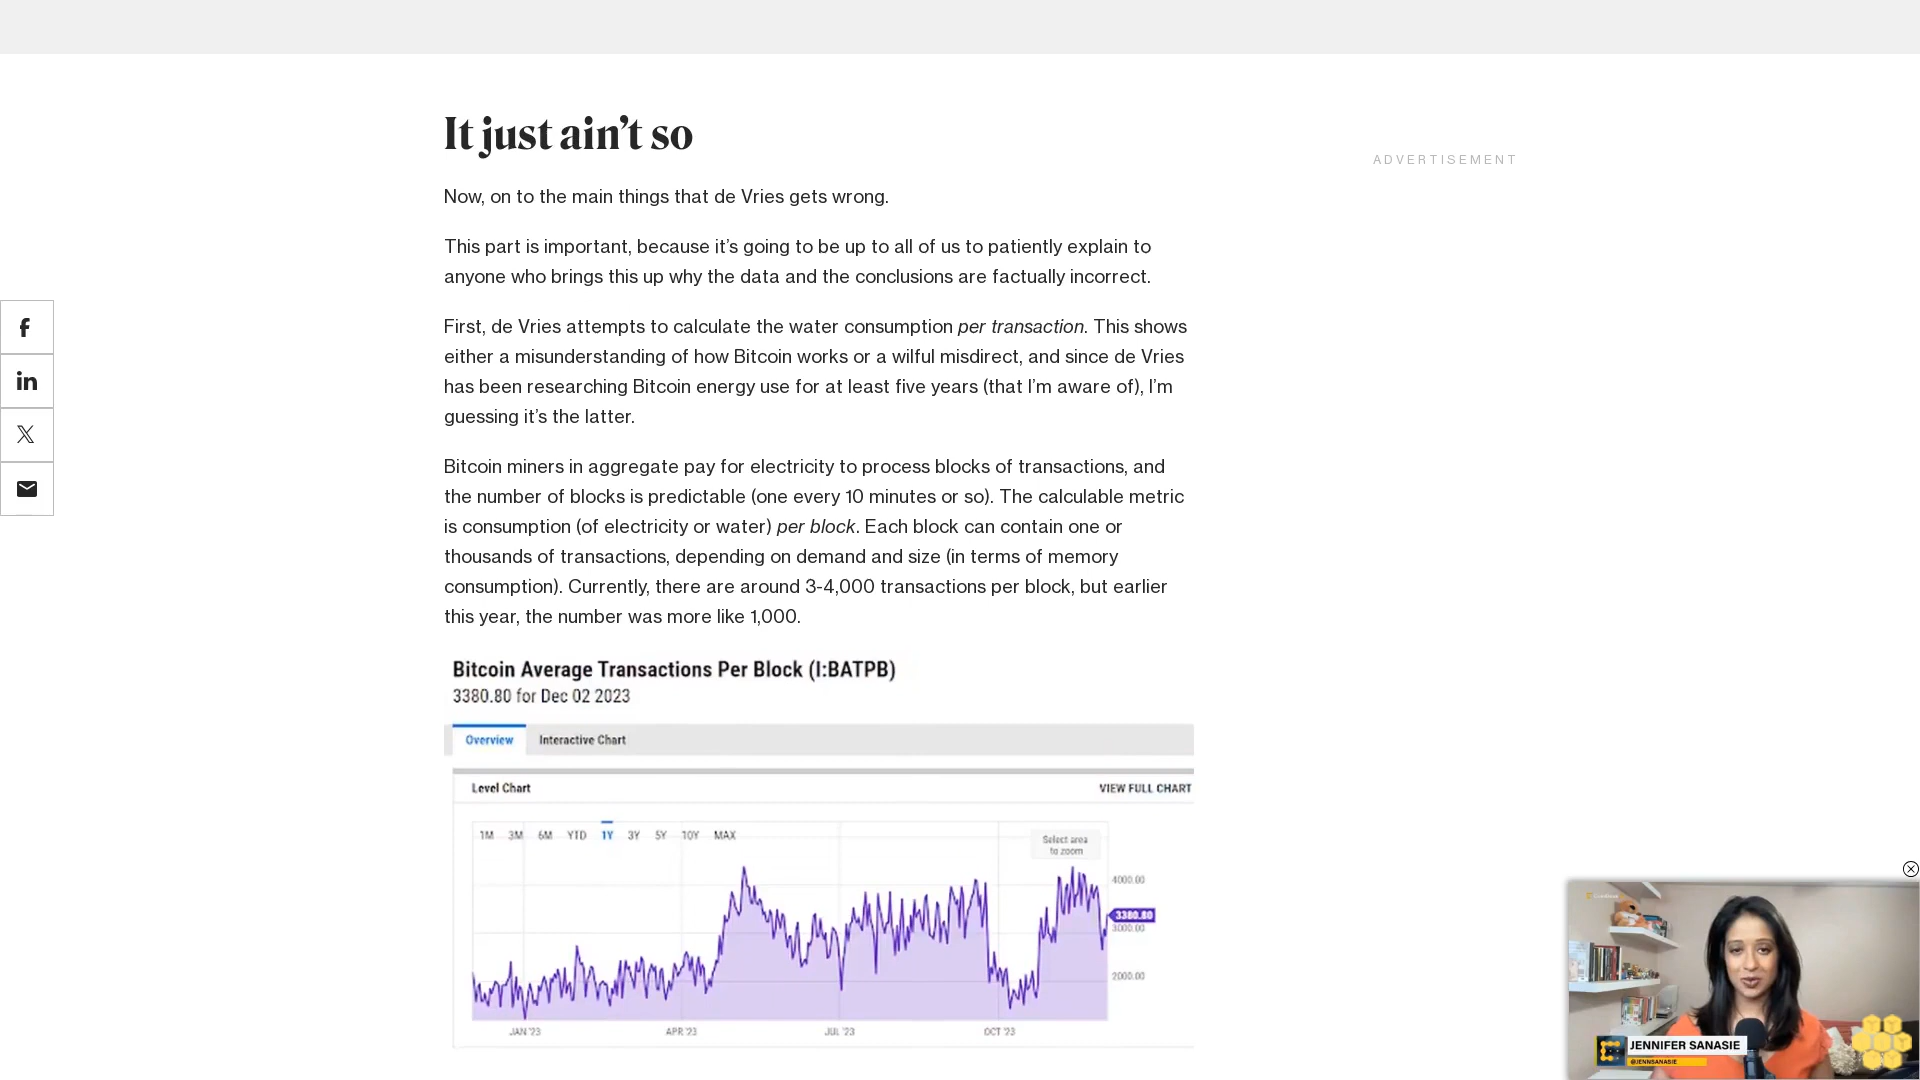 It just ain’t so
ADVERTISEMENT
Now, on to the main things that de Vries gets wrong.
This part is important, because it’s going to be up to all of us to patiently explain to
anyone who brings this up why the data and the conclusions are factually incorrect.
First, de Vries attempts to calculate the water consumption per transaction. This shows
either a misunderstanding of how Bitcoin works or a wilful misdirect, and since de Vries
has been researching Bitcoin energy use for at least five years (that I’m aware of), I’m
guessing it’s the latter.
Bitcoin miners in aggregate pay for electricity to process blocks of transactions, and
the number of blocks is predictable (one every 10 minutes or so). The calculable metric
is consumption (of electricity or water) per block. Each block can contain one or
thousands of transactions, depending on demand and size (in terms of memory
consumption). Currently, there are around 3-4,000 transactions per block, but earlier
this year, the number was more like 1,000.
Bitcoin Average Transactions Per Block (I:BATPB)
3380.80 for Dec 02 2023
Overview Interactive Chart
Level Chart VIEW FULL CHART
1M 3M 6M YTD 1Y 3Y 5Y 10Y MAX
Select area
to zoom
4000.00
3380.80
3000.00
2000.00
JAN '23 APR '23 JUL '23 OCT '23
JENNIFER SANASIE
@JENNSANASIE